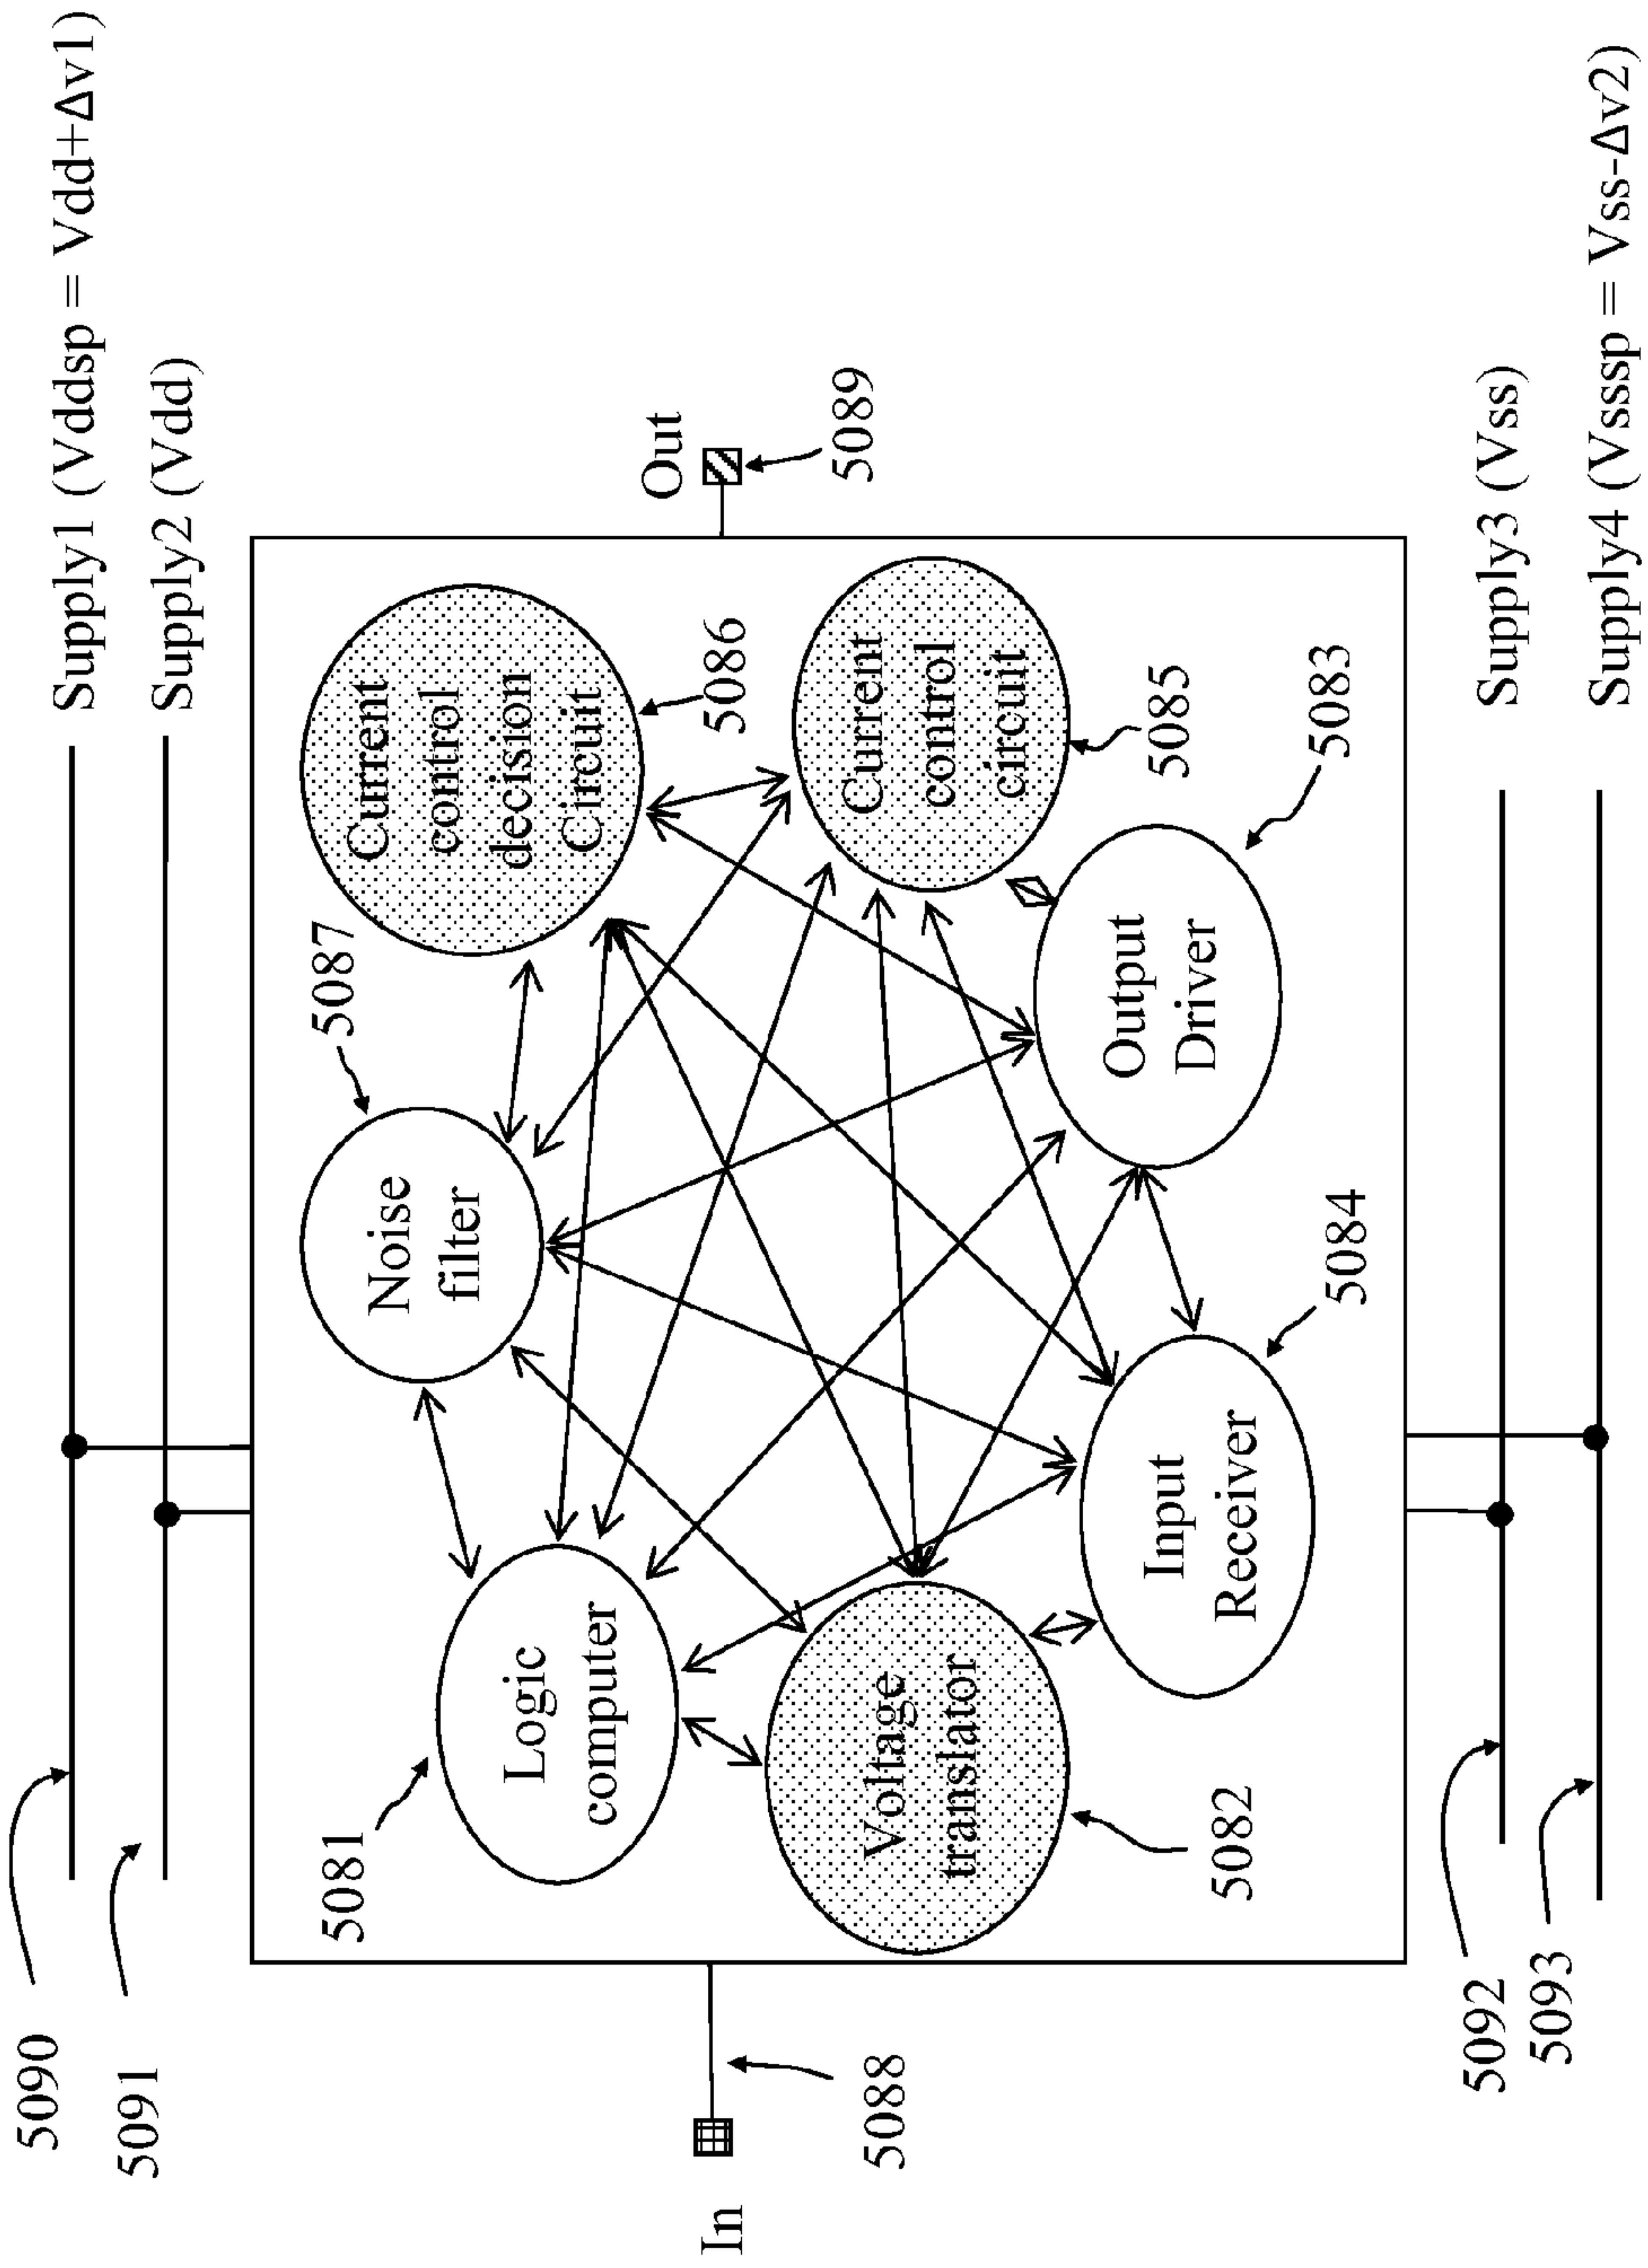 Supply1 (Vddsp = Vdd+Δv1)
Supply2 (Vdd)
5090
5091
5087
Noise
filter
Current
control
decision
Circuit
5086
5081
Logic
computer
Out
5089
In
5088
Voltage
translator
5082
Current
control
circuit
5085
Output
Driver
5083
Input
Receiver
5084
5092
5093
Supply3 (Vss)
Supply4 (Vsssp = Vss-Δv2)